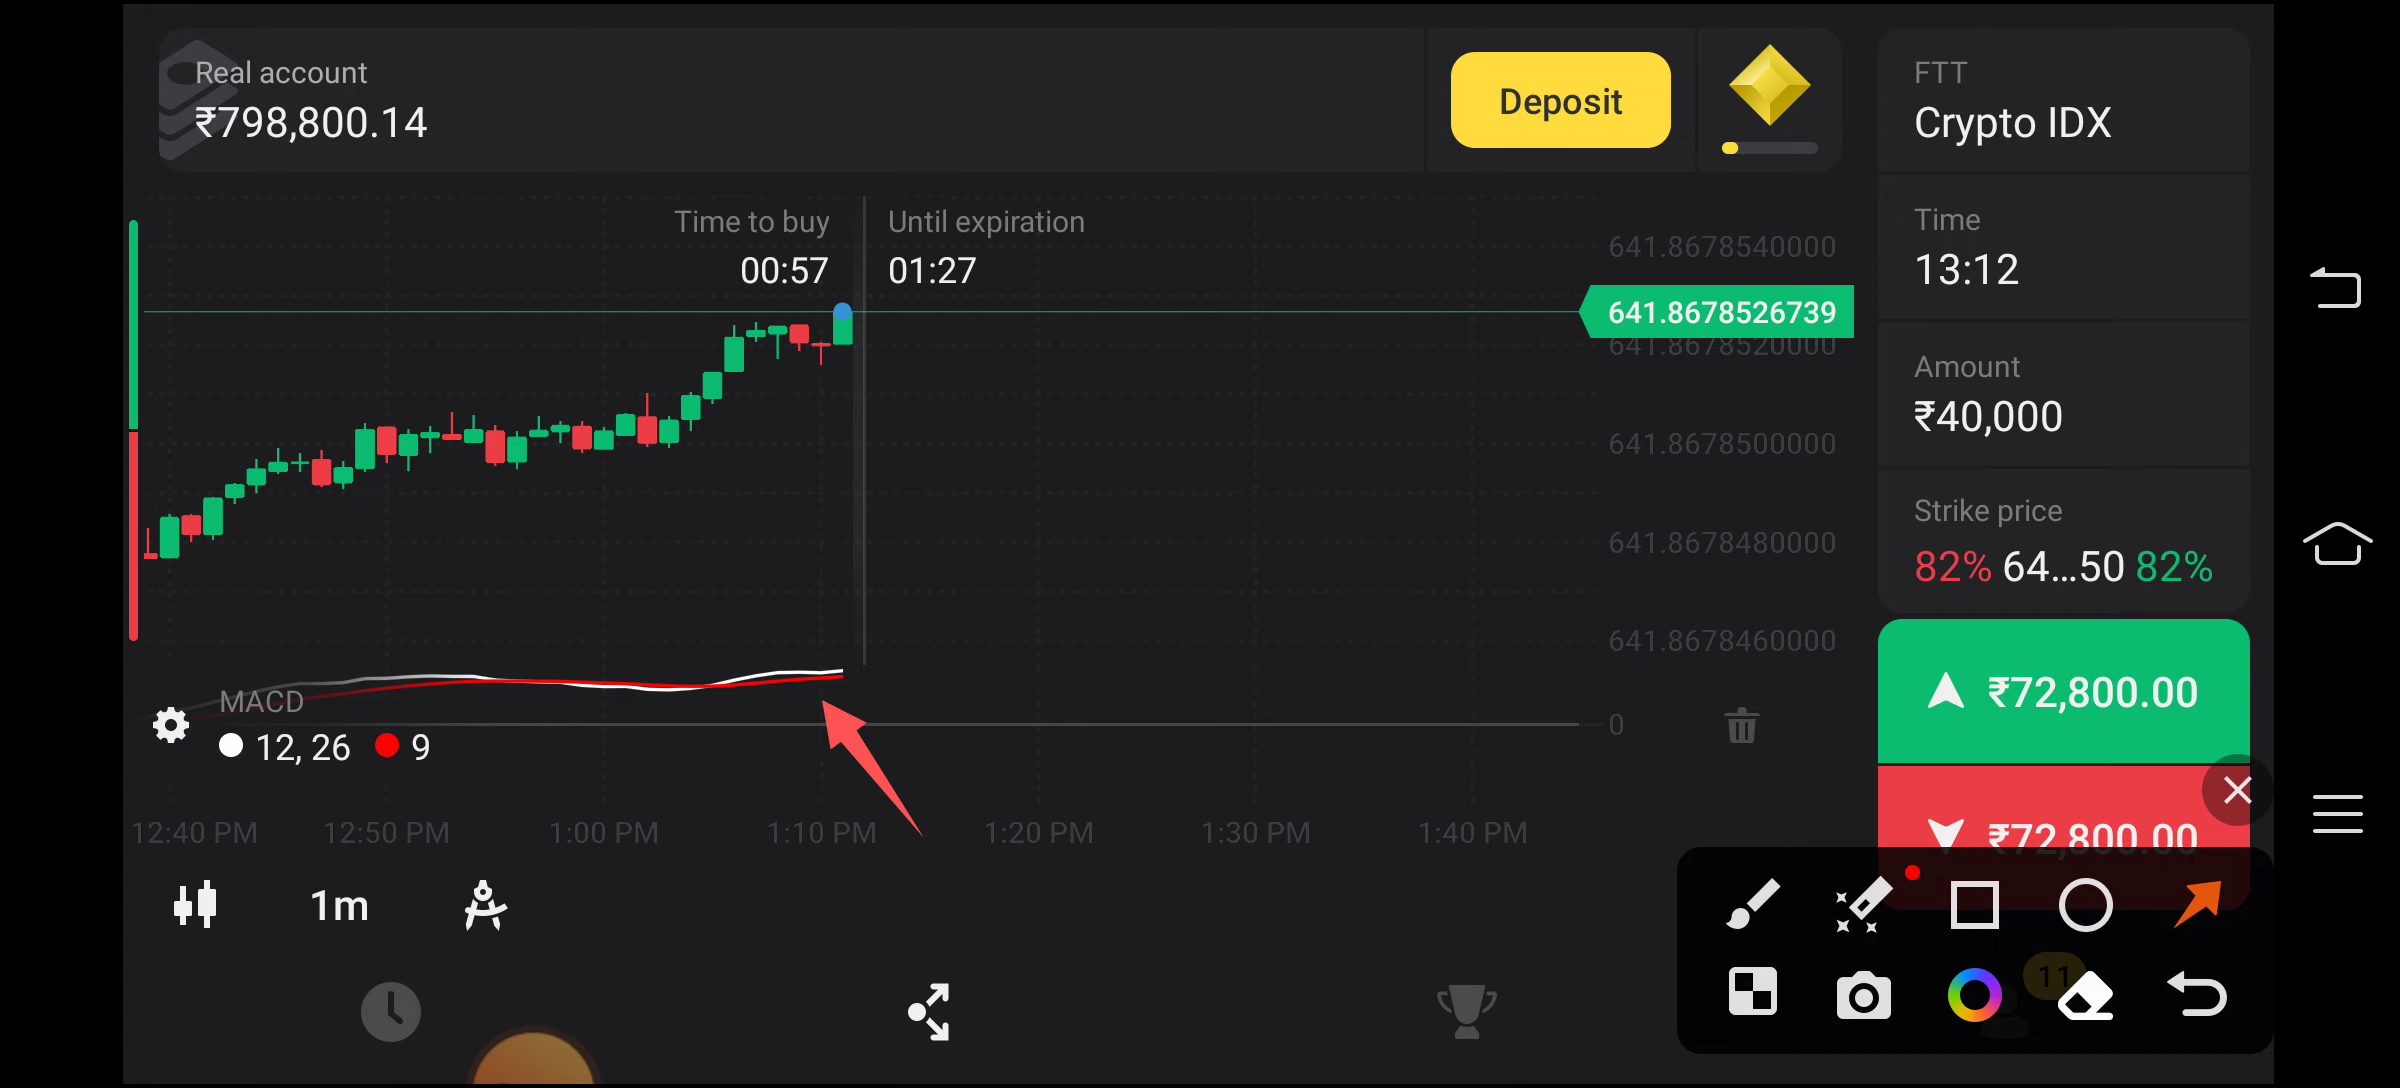 Real account
₹798,800.14
Deposit
FTT
Crypto IDX
Time to buy
00:57
Until expiration
01:27
Time
13:12
Amount
₹40,000
Strike price
82% 64...50 82%
641.8678540000
641.8678526739
641.8678520000
641.8678500000
641.8678480000
641.8678460000
0
MACD
12, 26 9
₹72,800.00
₹72,800.00
12:40 PM 12:50 PM 1:00 PM 1:10 PM 1:20 PM 1:30 PM 1:40 PM
1m
11